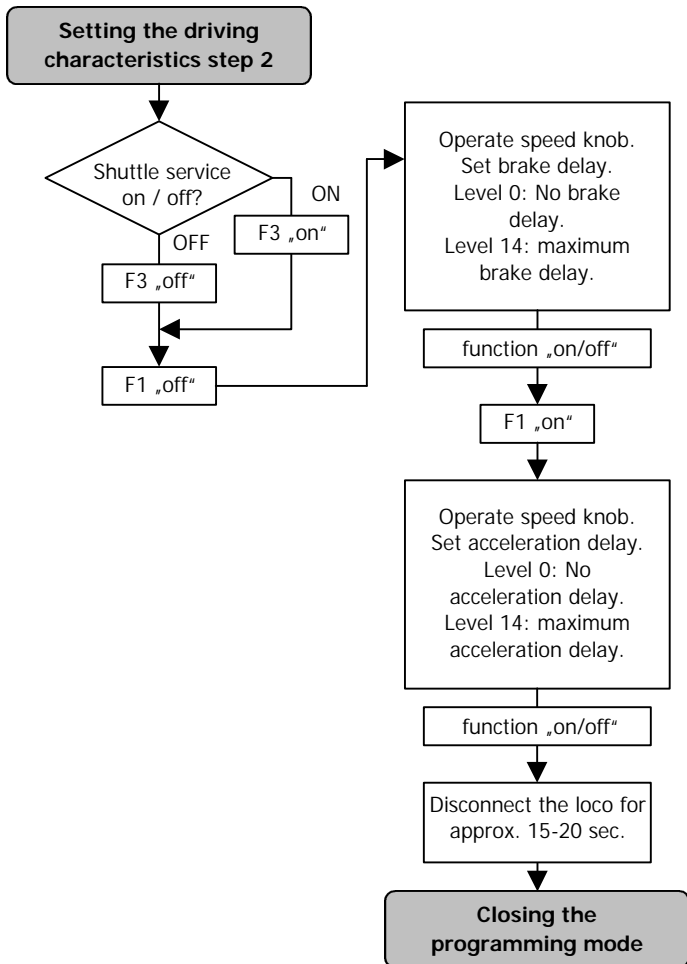 Setting the driving
characteristics step 2
Shuttle service
on / off?
ON
F3 „on“
OFF
F3 „off“
F1 „off“
Operate speed knob.
Set brake delay.
Level 0: No brake
delay.
Level 14: maximum
brake delay.
function „on/off“
F1 „on“
Operate speed knob.
Set acceleration delay.
Level 0: No
acceleration delay.
Level 14: maximum
acceleration delay.
function „on/off“
Disconnect the loco for
approx. 15-20 sec.
Closing the
programming mode